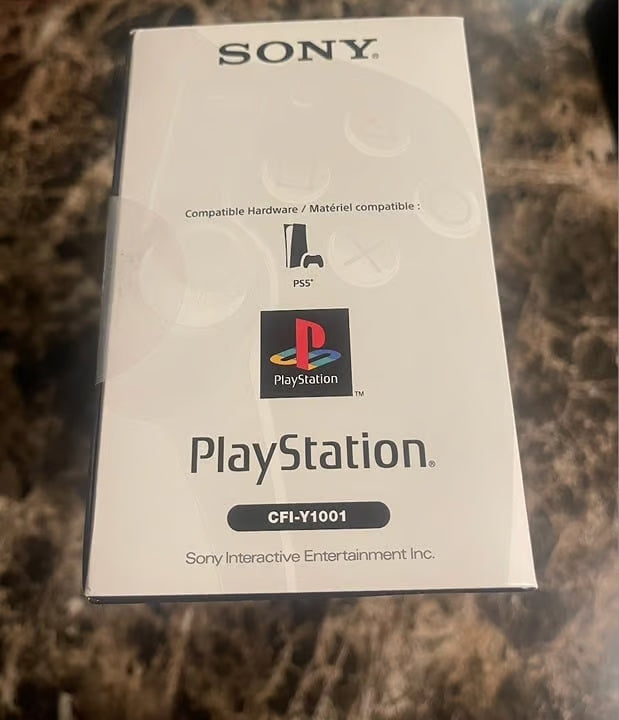 SONY®
Compatible Hardware / Matériel compatible :
PS5*
PlayStation
TM
PlayStation®
CFI-Y1001
Sony Interactive Entertainment Inc.